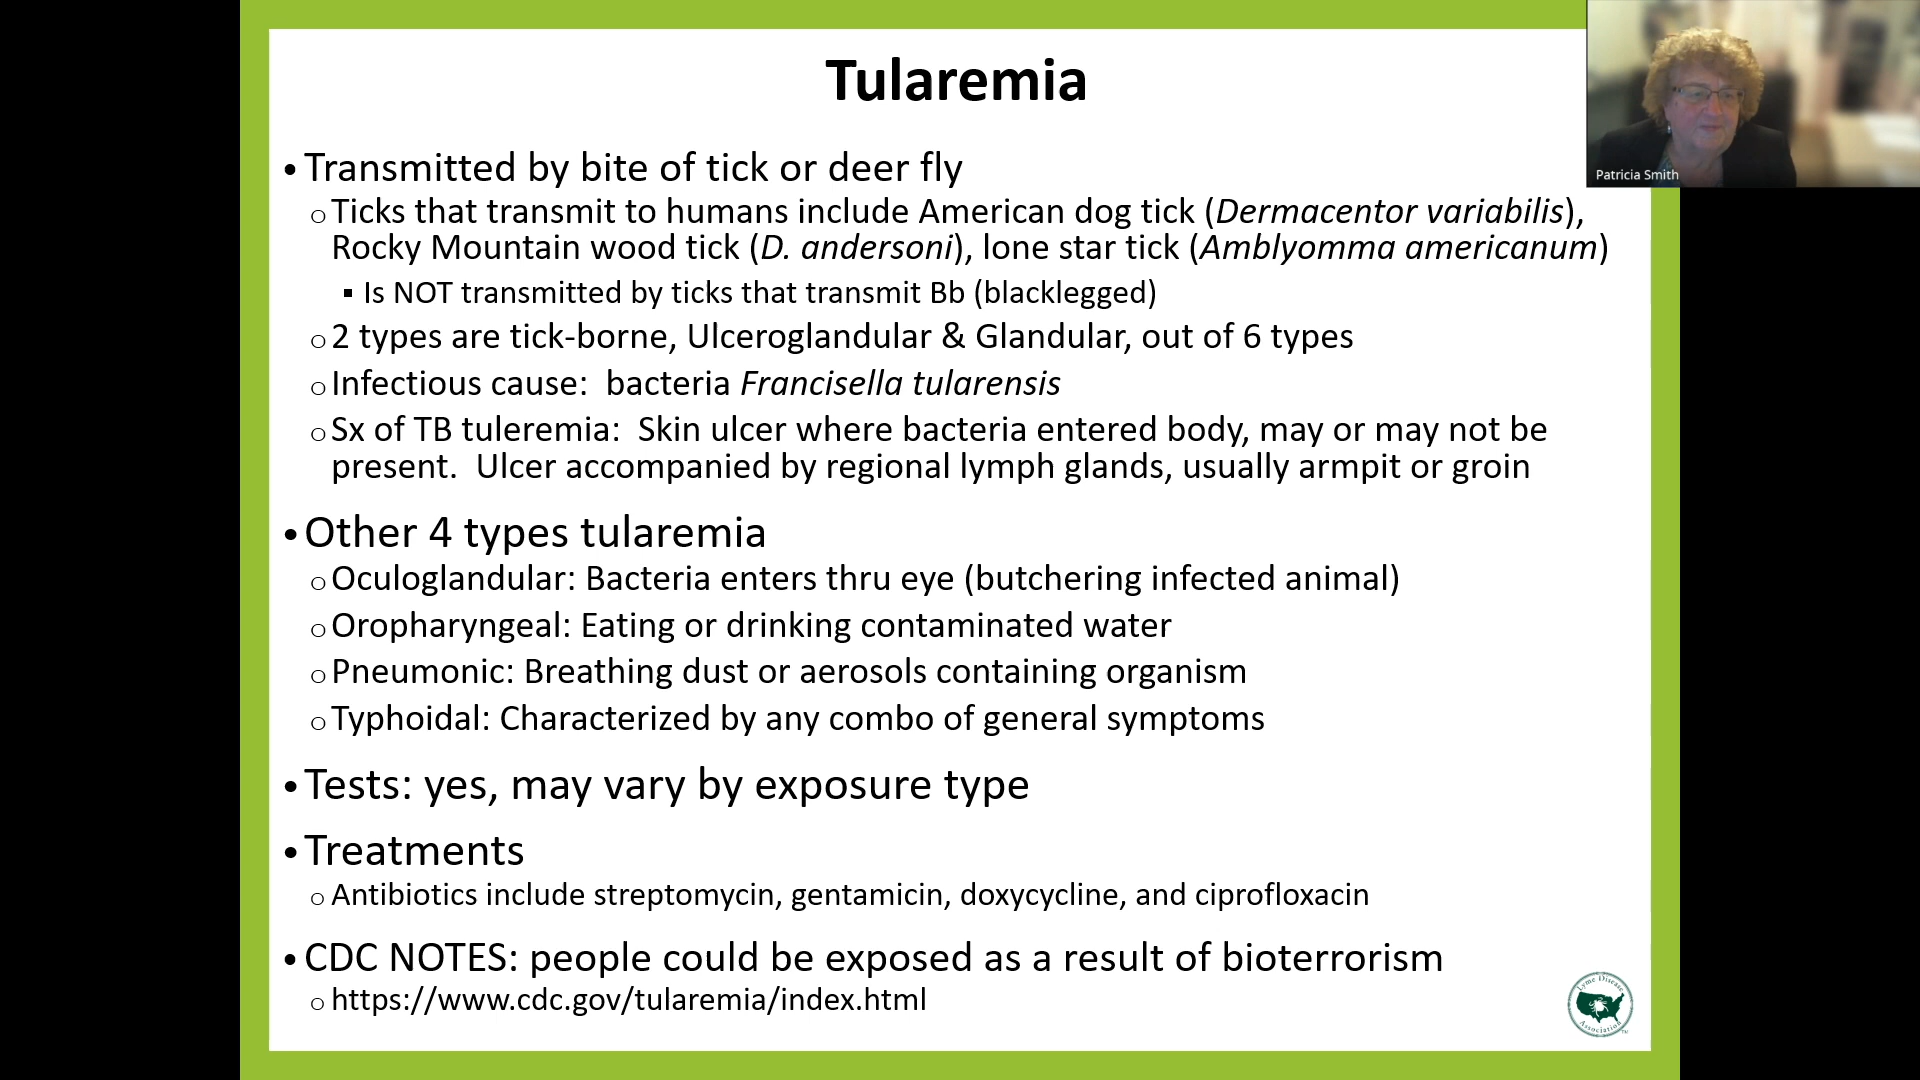 Tularemia
Patricia Smith
• Transmitted by bite of tick or deer fly
o Ticks that transmit to humans include American dog tick (Dermacentor variabilis),
Rocky Mountain wood tick (D. andersoni), lone star tick (Amblyomma americanum)
▪ Is NOT transmitted by ticks that transmit Bb (blacklegged)
o 2 types are tick-borne, Ulceroglandular & Glandular, out of 6 types
o Infectious cause:  bacteria Francisella tularensis
o Sx of TB tuleremia:  Skin ulcer where bacteria entered body, may or may not be
present.  Ulcer accompanied by regional lymph glands, usually armpit or groin
• Other 4 types tularemia
o Oculoglandular: Bacteria enters thru eye (butchering infected animal)
o Oropharyngeal: Eating or drinking contaminated water
o Pneumonic: Breathing dust or aerosols containing organism
o Typhoidal: Characterized by any combo of general symptoms
• Tests: yes, may vary by exposure type
• Treatments
o Antibiotics include streptomycin, gentamicin, doxycycline, and ciprofloxacin
• CDC NOTES: people could be exposed as a result of bioterrorism
o https://www.cdc.gov/tularemia/index.html
Lyme Disease
Association
TM